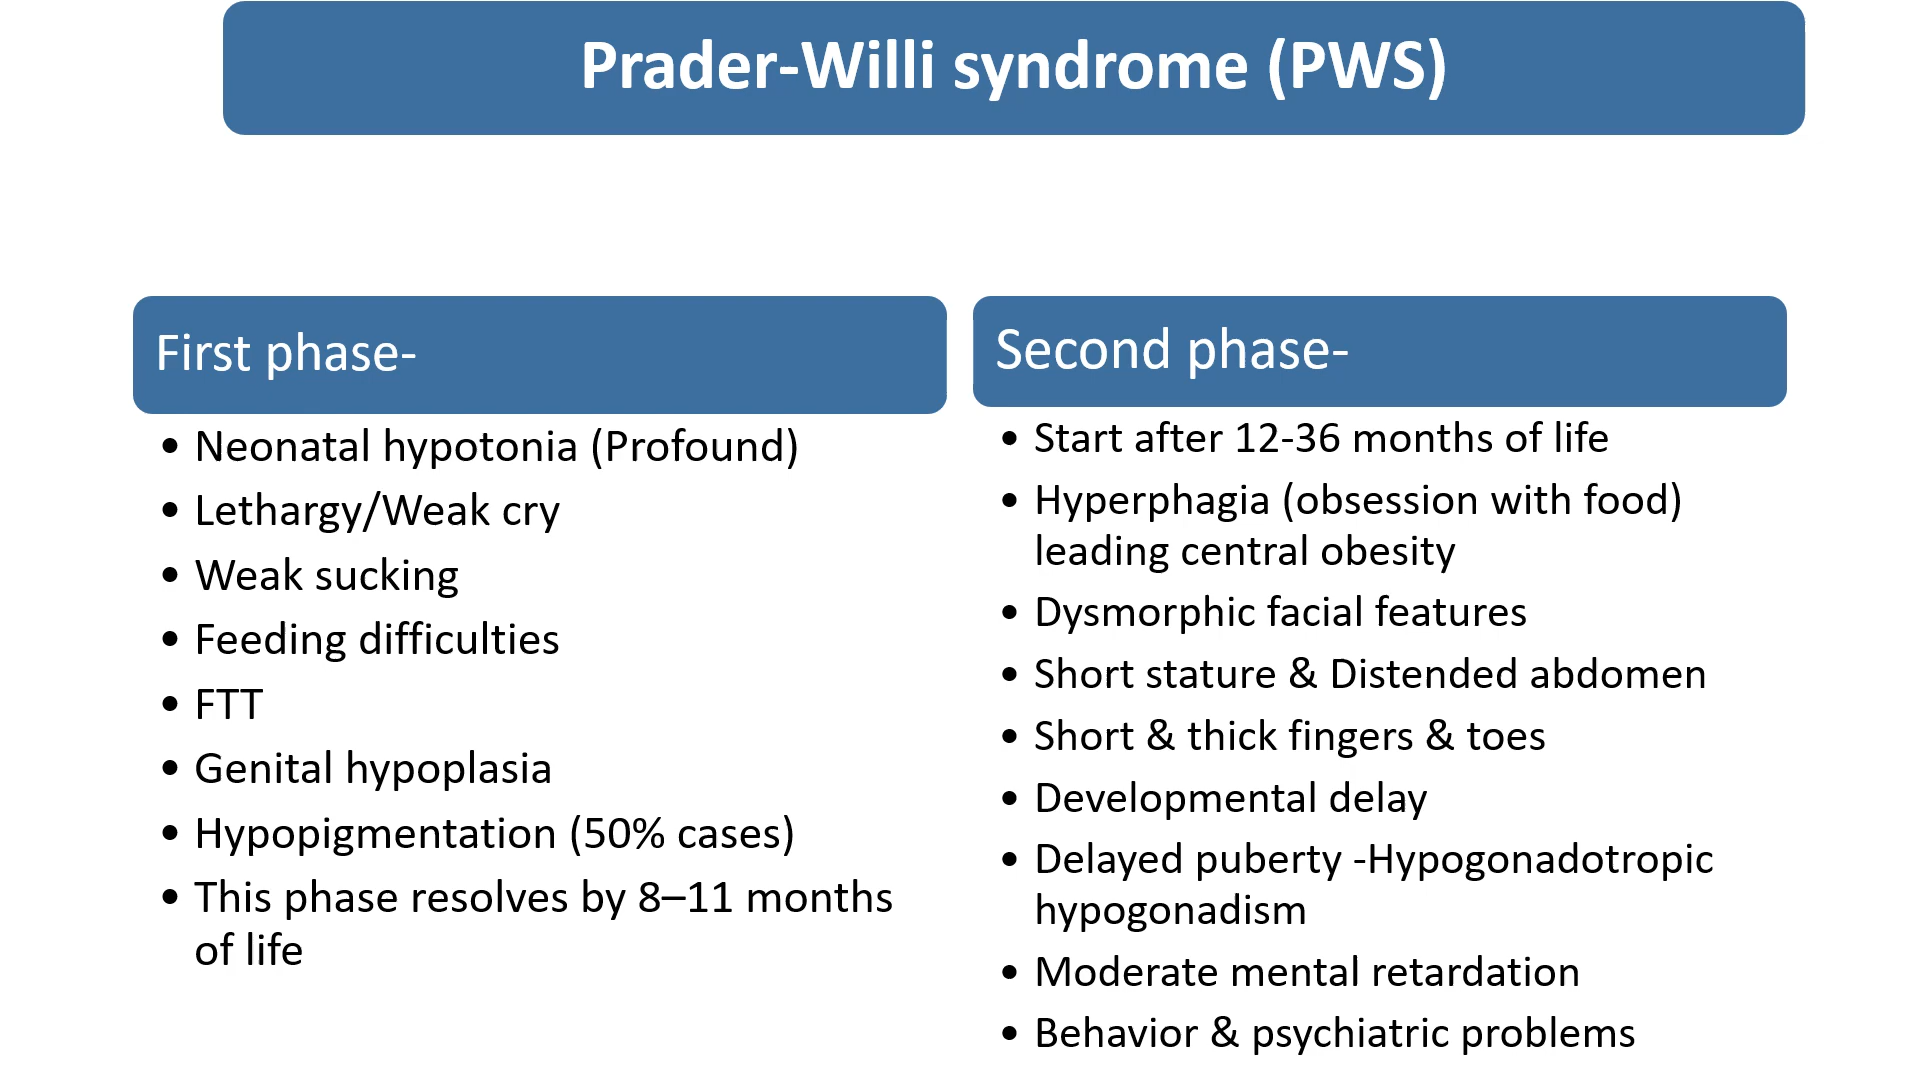 Prader-Willi syndrome (PWS)
First phase-
• Neonatal hypotonia (Profound)
• Lethargy/Weak cry
• Weak sucking
• Feeding difficulties
• FTT
• Genital hypoplasia
• Hypopigmentation (50% cases)
• This phase resolves by 8–11 months
of life
Second phase-
• Start after 12-36 months of life
• Hyperphagia (obsession with food)
leading central obesity
• Dysmorphic facial features
• Short stature & Distended abdomen
• Short & thick fingers & toes
• Developmental delay
• Delayed puberty -Hypogonadotropic
hypogonadism
• Moderate mental retardation
• Behavior & psychiatric problems